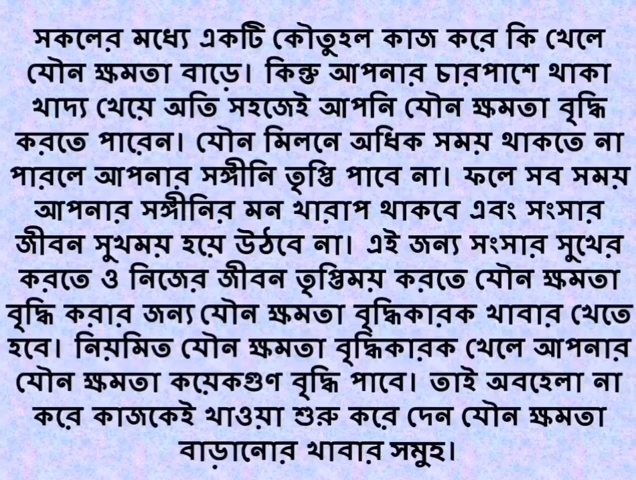 সকলের মধ্যে একটি কৌতুহল কাজ করে কি খেলে
যৌন ক্ষমতা বাড়ে। কিন্তু আপনার চারপাশে থাকা
খাদ্য খেয়ে অতি সহজেই আপনি যৌন ক্ষমতা বৃদ্ধি
করতে পারেন। যৌন মিলনে অধিক সময় থাকতে না
পারলে আপনার সঙ্গীনি তৃপ্তি পাবে না। ফলে সব সময়
আপনার সঙ্গীনির মন খারাপ থাকবে এবং সংসার
জীবন সুখময় হয়ে উঠবে না। এই জন্য সংসার সুখের
করতে ও নিজের জীবন তৃপ্তিময় করতে যৌন ক্ষমতা
বৃদ্ধি করার জন্য যৌন ক্ষমতা বৃদ্ধিকারক খাবার খেতে
হবে। নিয়মিত যৌন ক্ষমতা বৃদ্ধিকারক খেলে আপনার
যৌন ক্ষমতা কয়েকগুণ বৃদ্ধি পাবে। তাই অবহেলা না
করে কাজকেই খাওয়া শুরু করে দেন যৌন ক্ষমতা
বাড়ানোর খাবার সমুহ।